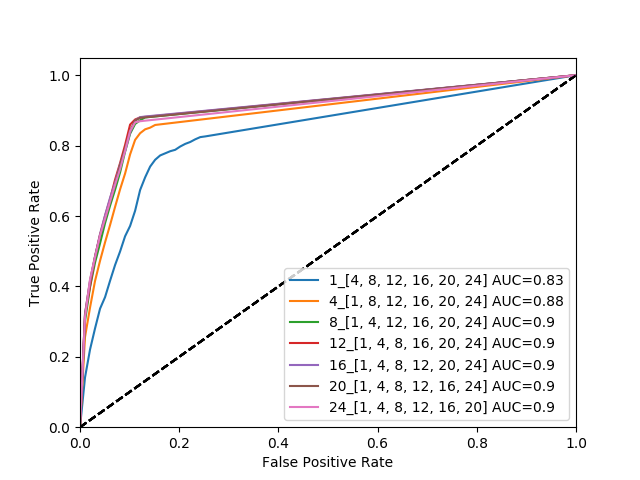 1.0
0.8
0.6
0.4
0.2
0.0
True Positive Rate
1_[4, 8, 12, 16, 20, 24] AUC=0.83
4_[1, 8, 12, 16, 20, 24] AUC=0.88
8_[1, 4, 12, 16, 20, 24] AUC=0.9
12_[1, 4, 8, 16, 20, 24] AUC=0.9
16_[1, 4, 8, 12, 20, 24] AUC=0.9
20_[1, 4, 8, 12, 16, 24] AUC=0.9
24_[1, 4, 8, 12, 16, 20] AUC=0.9
0.0 0.2 0.4 0.6 0.8 1.0
False Positive Rate